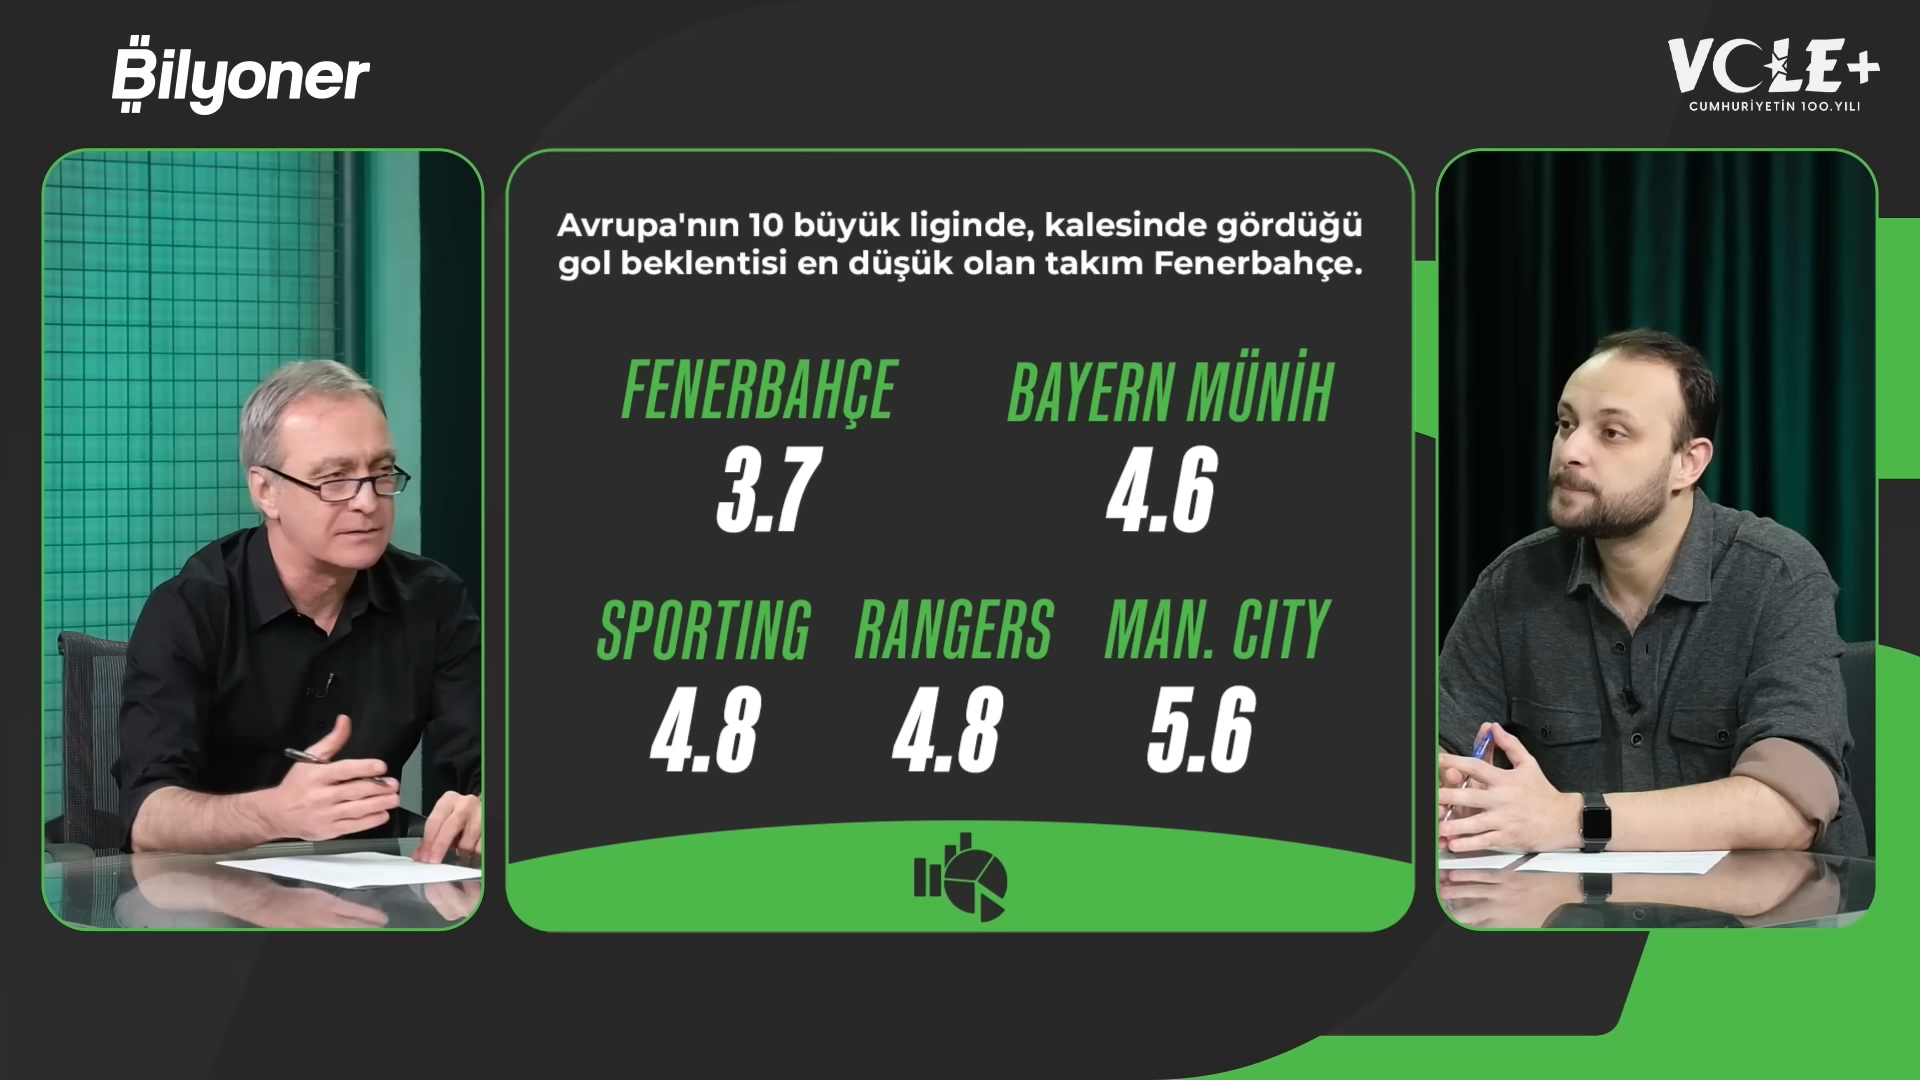 Bilyoner
VOLE+
CUMHURİYETİN 100.YILI
Avrupa'nın 10 büyük liginde, kalesinde gördüğü
gol beklentisi en düşük olan takım Fenerbahçe.
FENERBAHÇE BAYERN MÜNİH
3.7 4.6
SPORTING RANGERS MAN. CITY
4.8 4.8 5.6